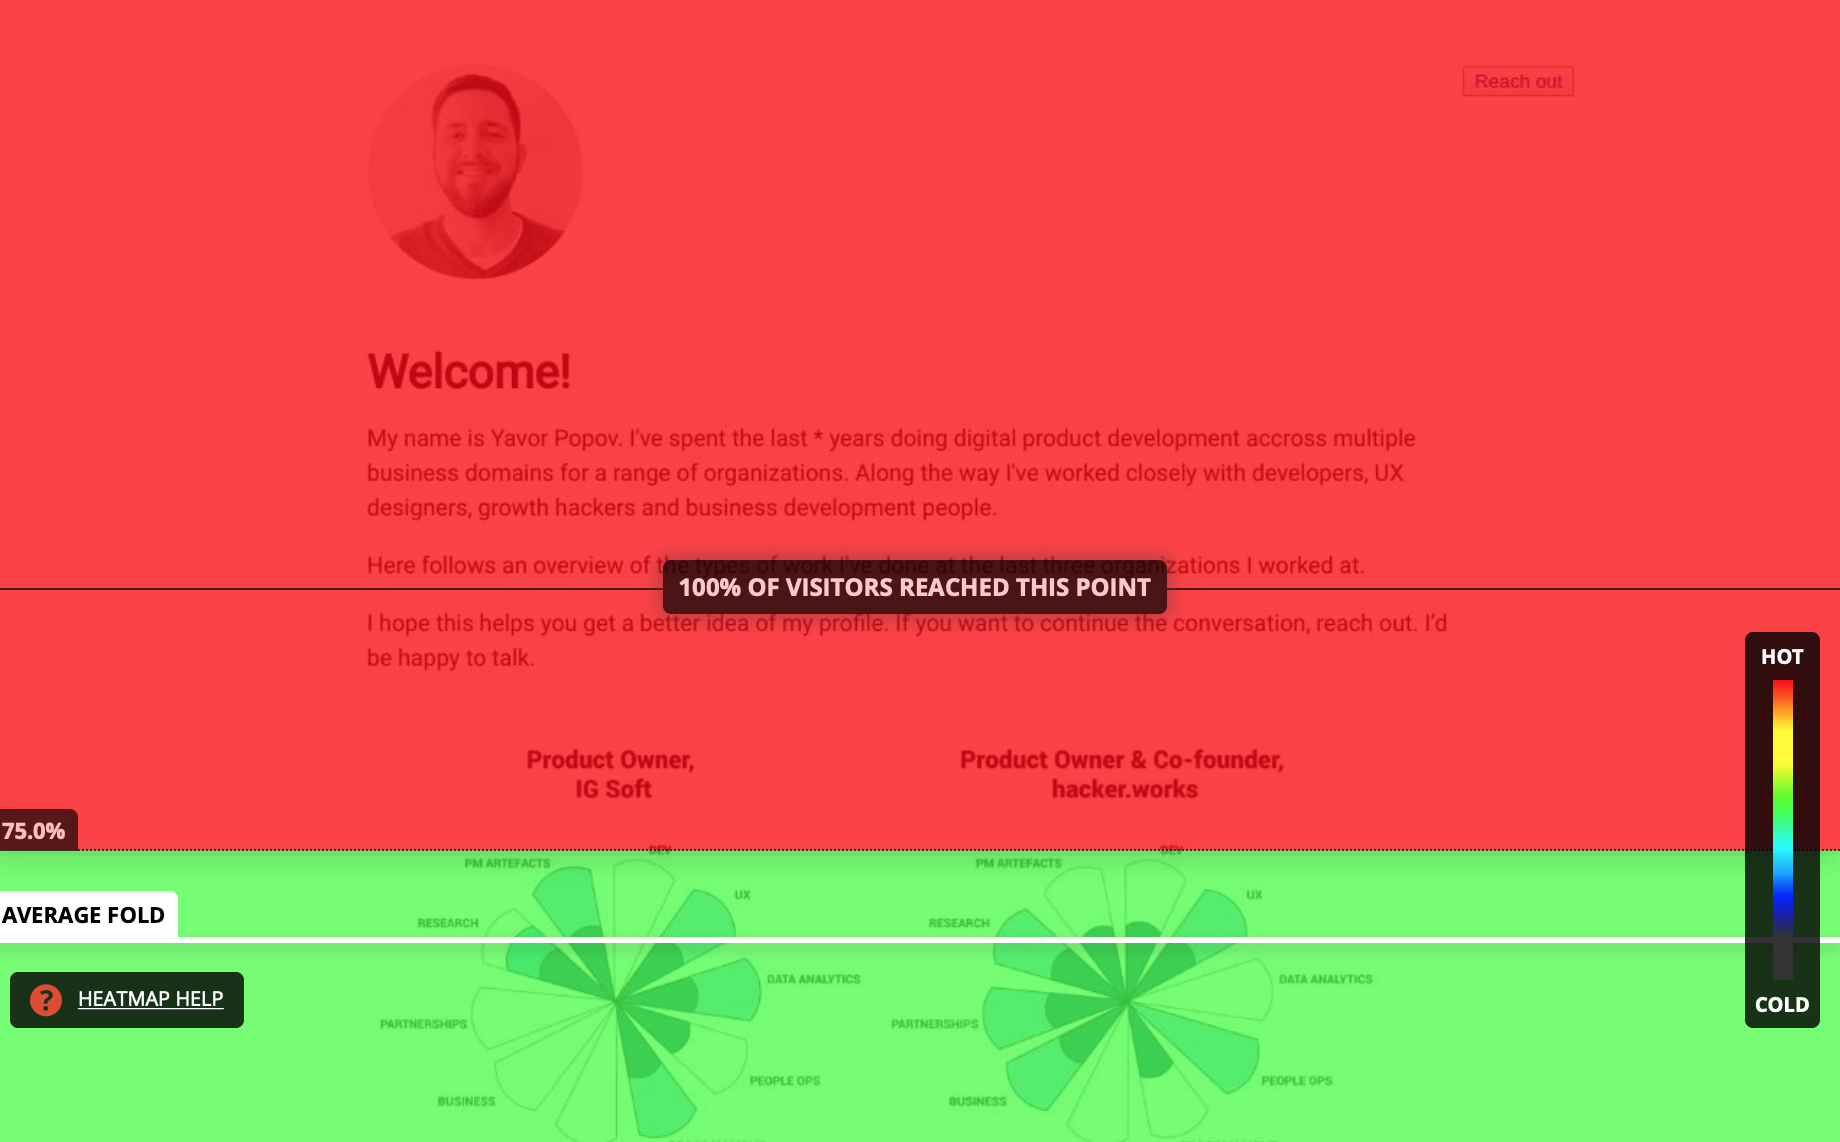 Reach out
Welcome!
My name is Yavor Popov. I've spent the last * years doing digital product development accross multiple
business domains for a range of organizations. Along the way I've worked closely with developers, UX
designers, growth hackers and business development people.
Here follows an overview of the types of work I've done at the last three organizations I worked at.
100% OF VISITORS REACHED THIS POINT
I hope this helps you get a better idea of my profile. If you want to continue the conversation, reach out. I'd
be happy to talk.
HOT
Product Owner,
IG Soft
Product Owner & Co-founder,
hacker.works
75.0%
DEV
PM ARTEFACTS
UX
RESEARCH
DATA ANALYTICS
PARTNERSHIPS
PEOPLE OPS
BUSINESS
DEV
PM ARTEFACTS
UX
RESEARCH
DATA ANALYTICS
PARTNERSHIPS
PEOPLE OPS
BUSINESS
AVERAGE FOLD
? HEATMAP HELP
COLD